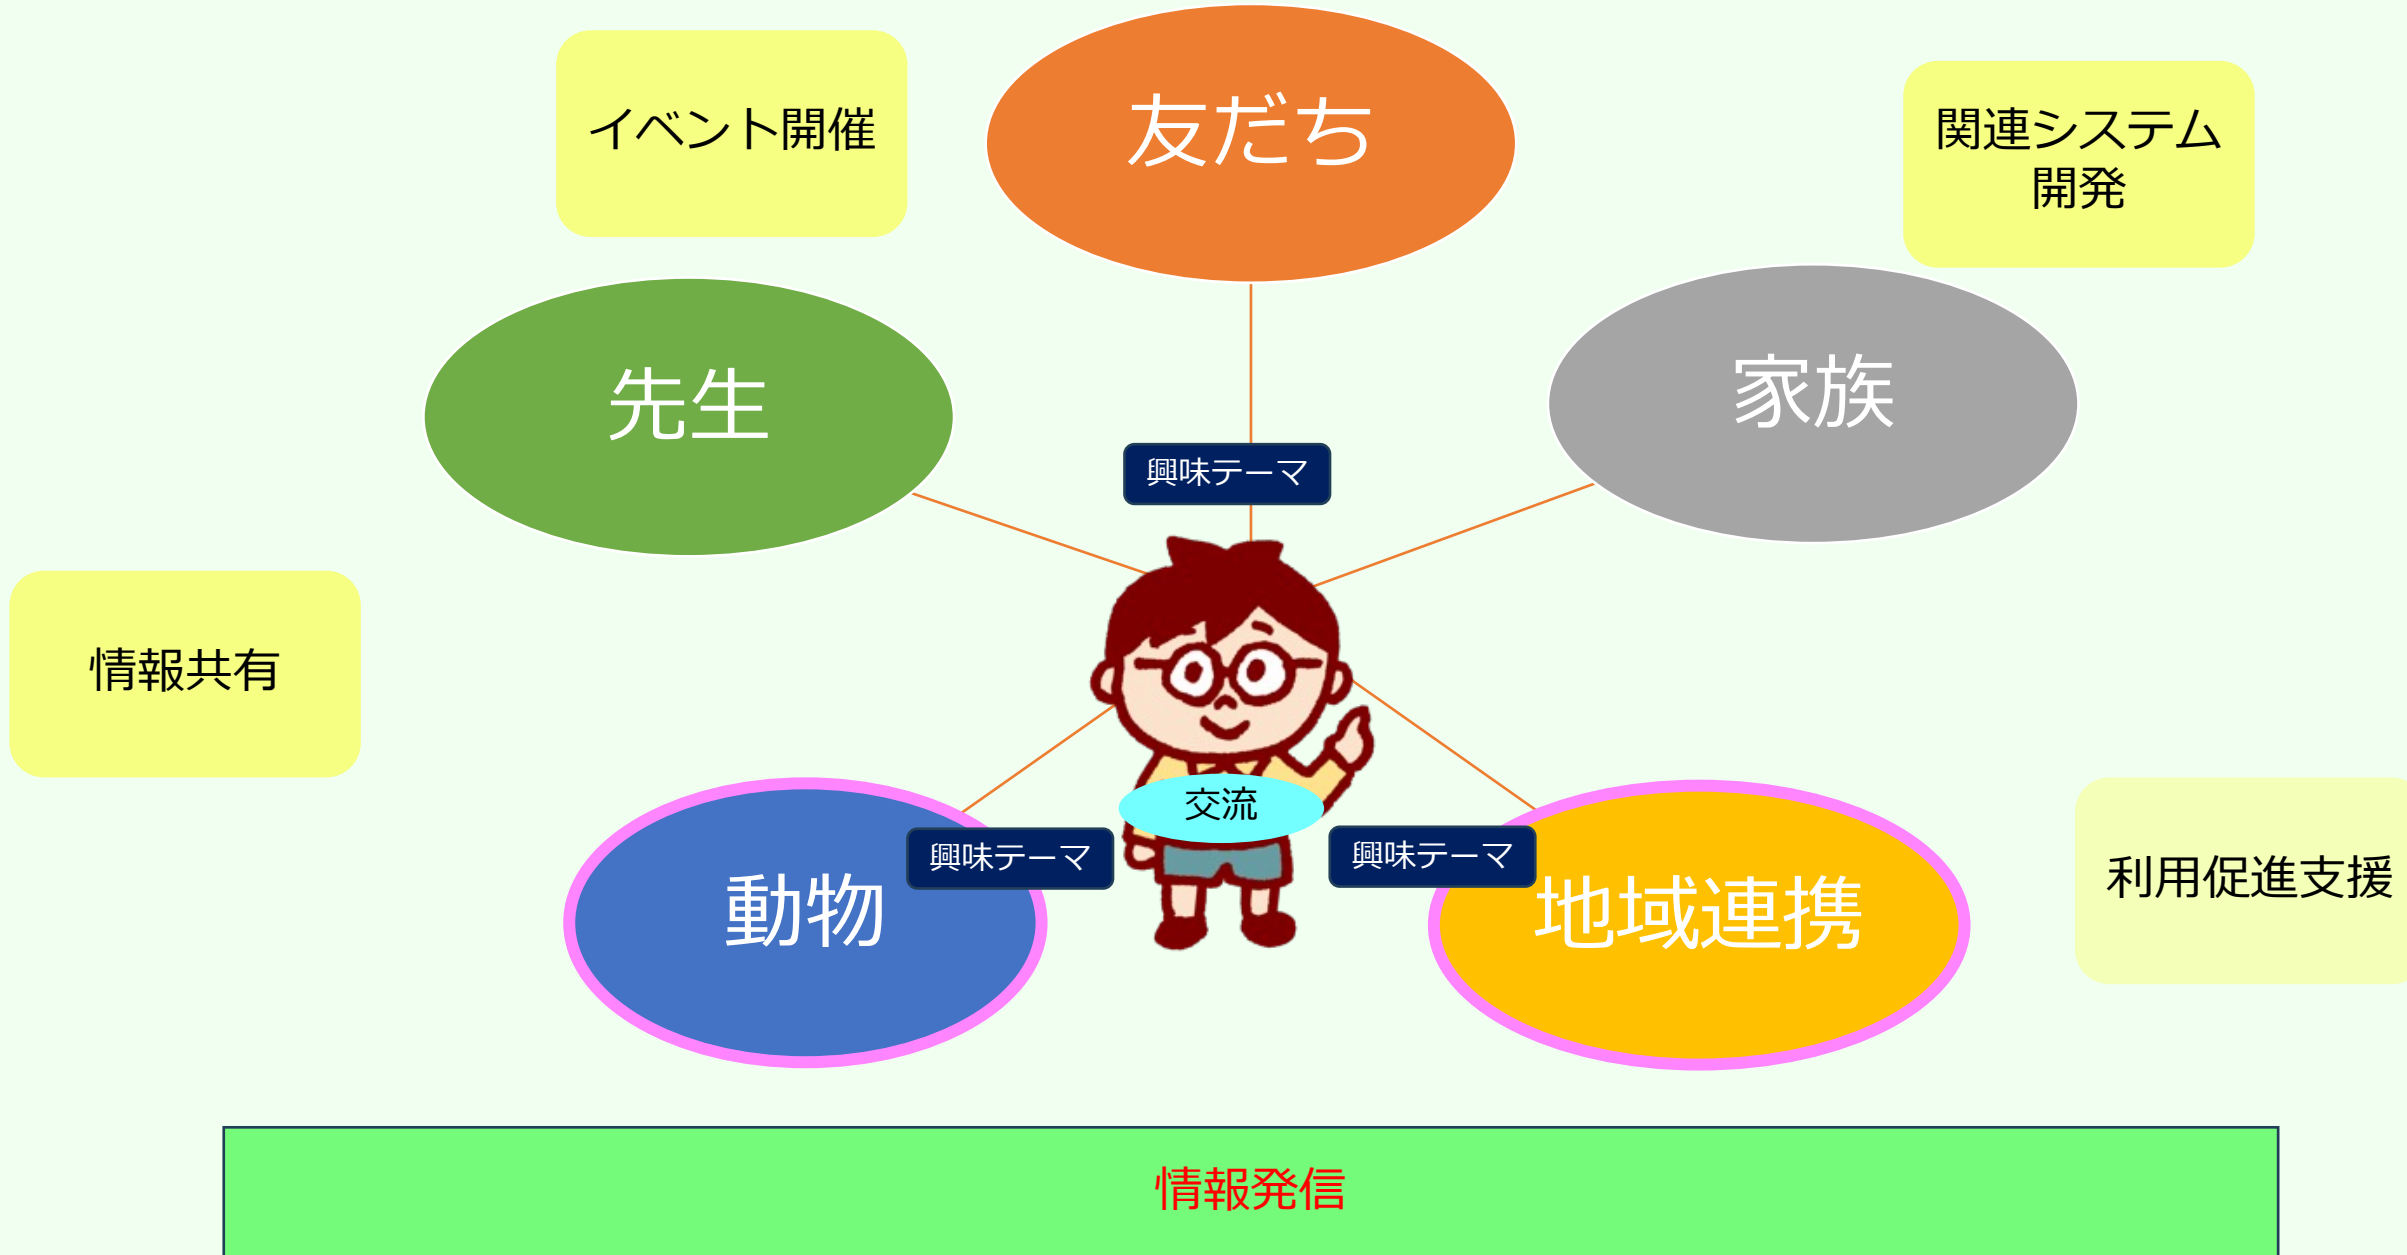 イベント開催
友だち
関連システム
開発
先生
家族
興味テーマ
情報共有
交流
興味テーマ
興味テーマ
動物
地域連携
利用促進支援
情報発信